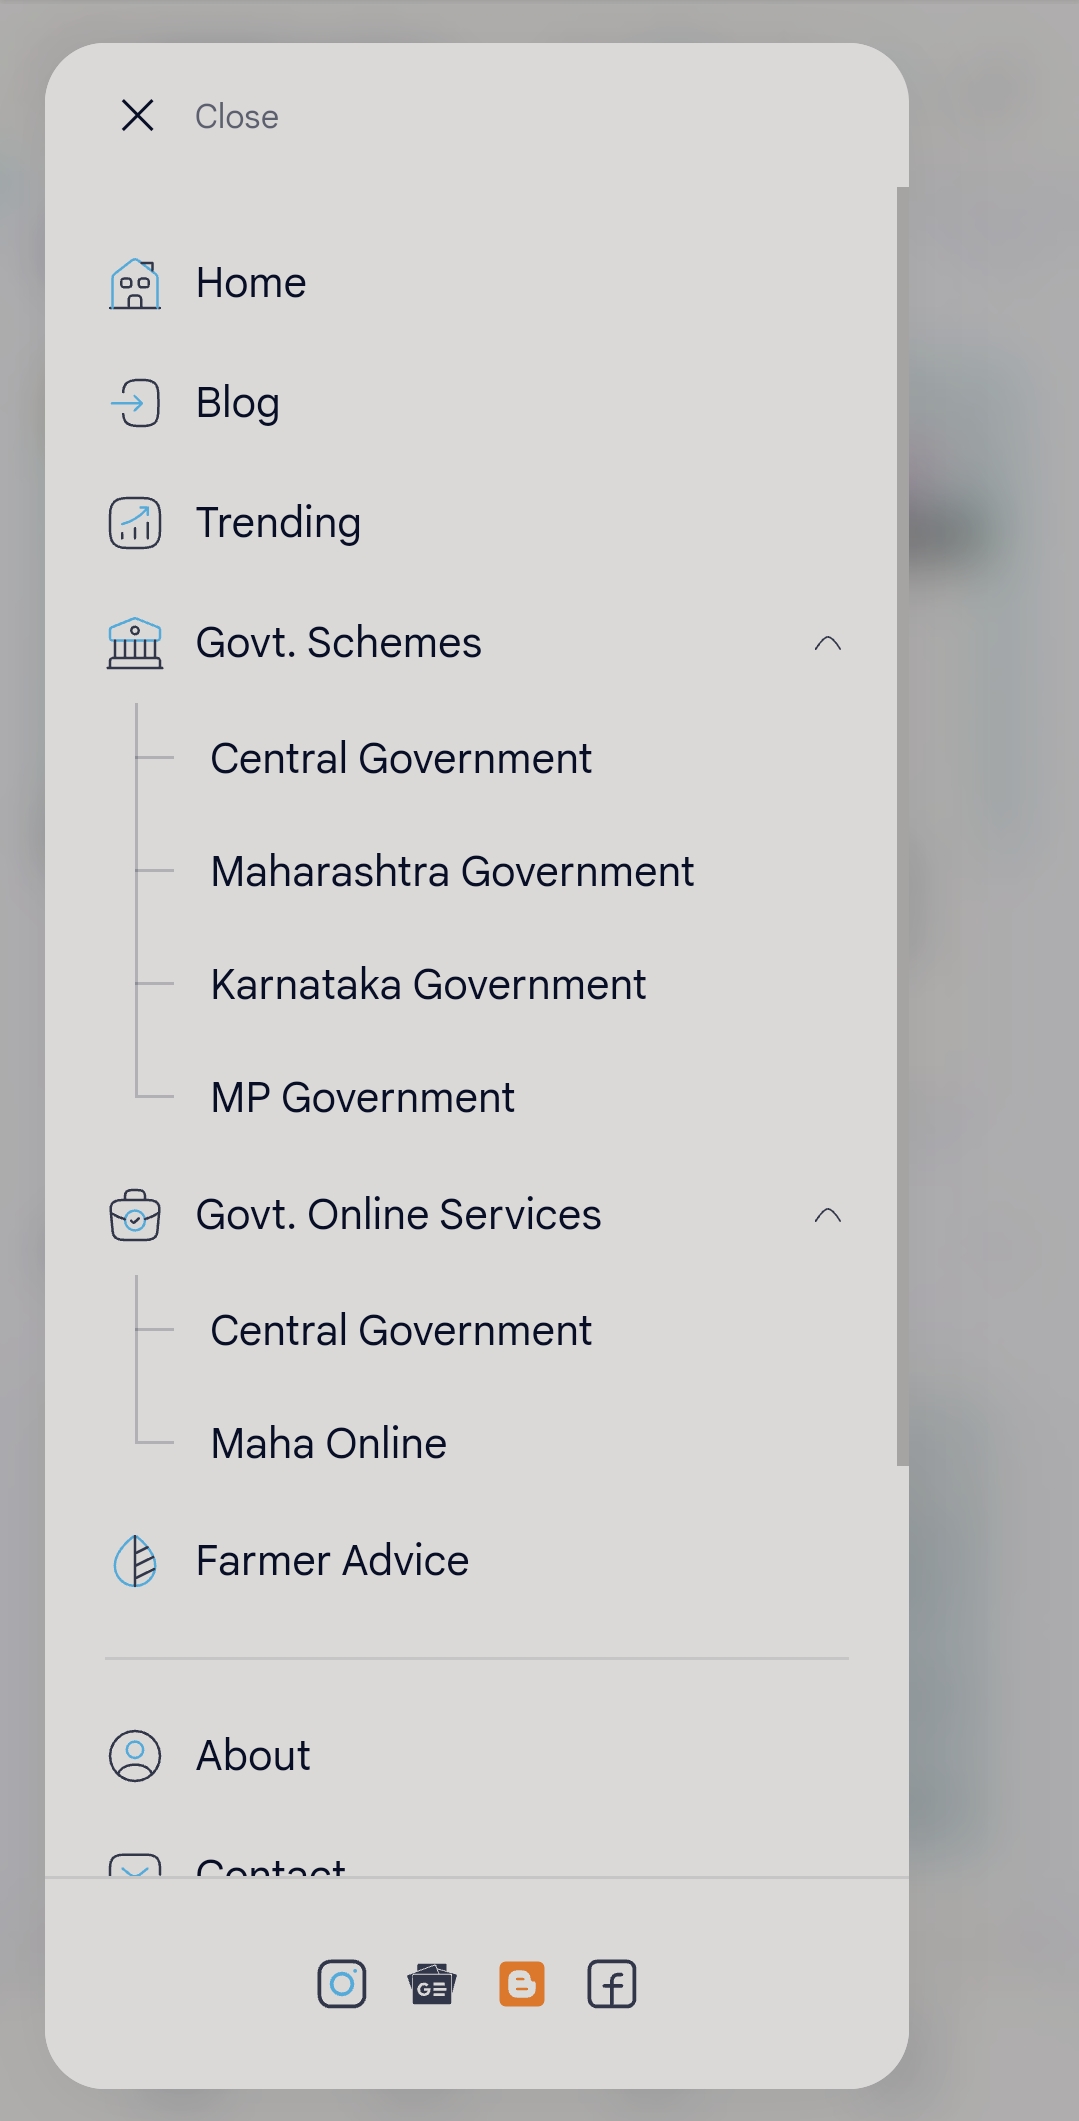 Close
Home
Blog
Trending
Govt. Schemes
Central Government
Maharashtra Government
Karnataka Government
MP Government
Govt. Online Services
Central Government
Maha Online
Farmer Advice
About
Contact
GE